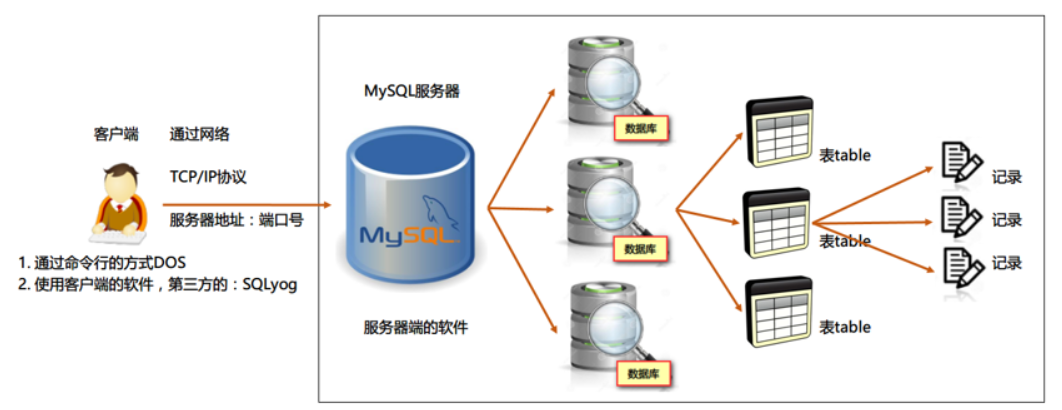 MySQL服务器
客户端
通过网络
TCP/IP协议
服务器地址：端口号
1. 通过命令行的方式DOS
2. 使用客户端的软件，第三方的：SQLyog
MySQL
服务器端的软件
数据库
数据库
数据库
表table
表table
表table
记录
记录
记录